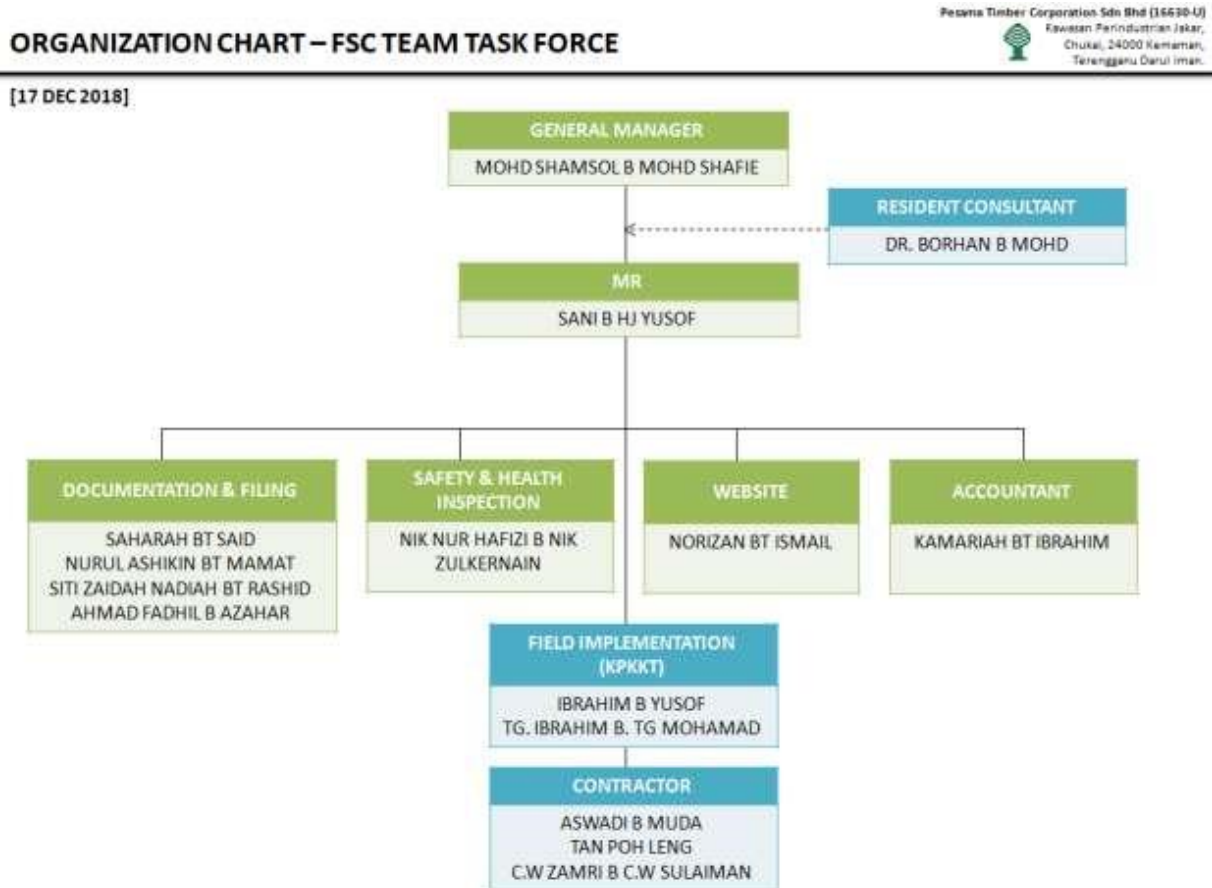 Pesama Timber Corporation Sdn Bhd (16630-U)
Kawasan Perindustrian Jakar,
Chukai, 24000 Kemaman,
Terengganu Darul Iman.
ORGANIZATION CHART – FSC TEAM TASK FORCE
[17 DEC 2018]
GENERAL MANAGER
MOHD SHAMSOL B MOHD SHAFIE
RESIDENT CONSULTANT
DR. BORHAN B MOHD
MR
SANI B HJ YUSOF
DOCUMENTATION & FILING
SAHARAH BT SAID
NURUL ASHIKIN BT MAMAT
SITI ZAIDAH NADIAH BT RASHID
AHMAD FADHIL B AZAHAR
SAFETY & HEALTH
INSPECTION
NIK NUR HAFIZI B NIK
ZULKERNAIN
WEBSITE
NORIZAN BT ISMAIL
ACCOUNTANT
KAMARIAH BT IBRAHIM
FIELD IMPLEMENTATION
(KPKKT)
IBRAHIM B YUSOF
TG. IBRAHIM B. TG MOHAMAD
CONTRACTOR
ASWADI B MUDA
TAN POH LENG
C.W ZAMRI B C.W SULAIMAN